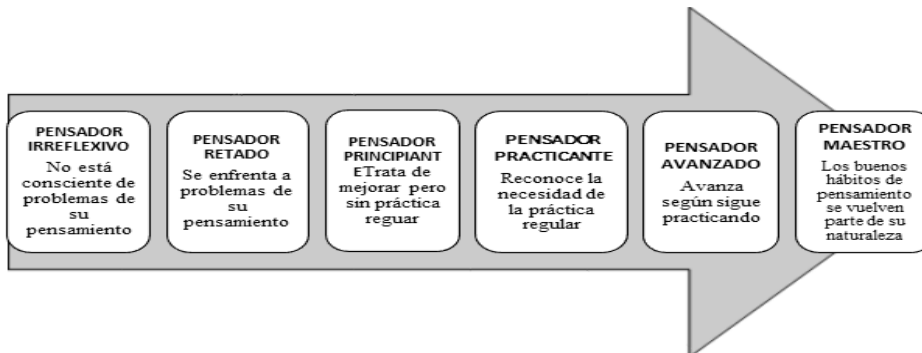 PENSADOR
IRREFLEXIVO
No está
consciente de
problemas de
su
pensamiento
PENSADOR
RETADO
Se enfrenta a
problemas de
su
pensamiento
PENSADOR
PRINCIPIANT
ETrata de
mejorar pero
sin práctica
reguar
PENSADOR
PRACTICANTE
Reconoce la
necesidad de
la práctica
regular
PENSADOR
AVANZADO
Avanza
según sigue
practicando
PENSADOR
MAESTRO
Los buenos
hábitos de
pensamiento
se vuelven
parte de su
naturaleza